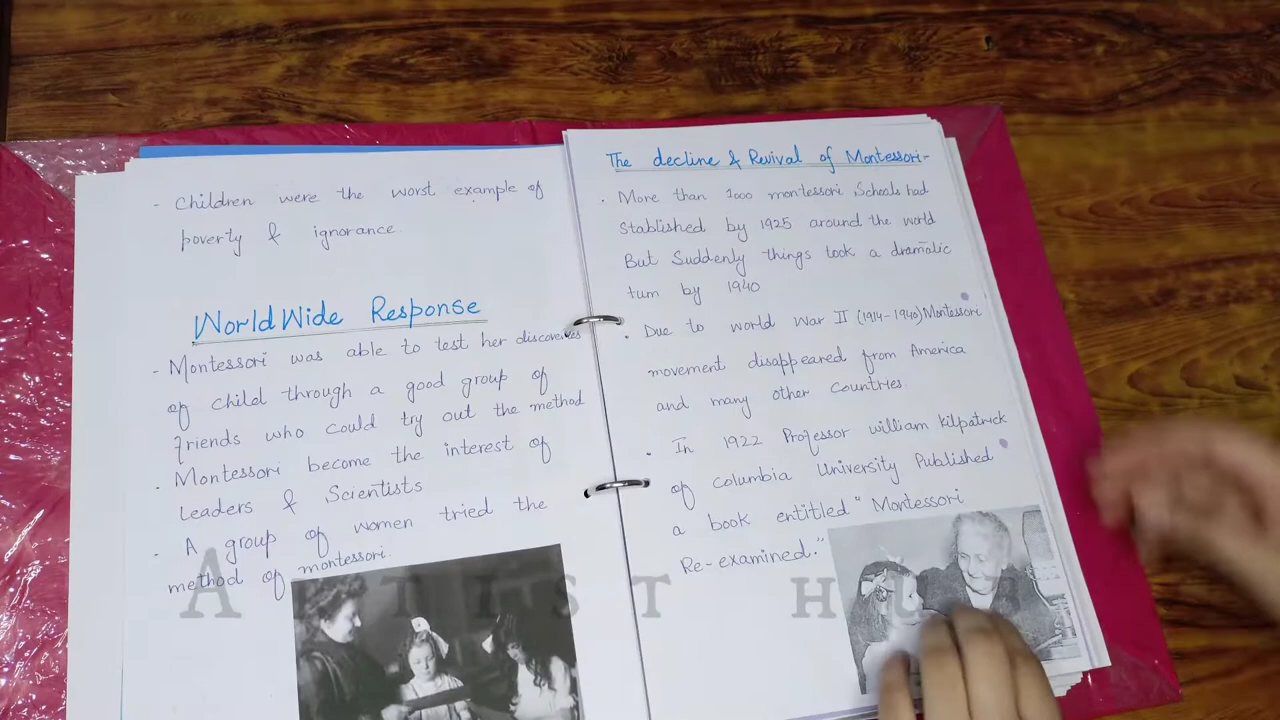 - Children were the worst example of
poverty & ignorance
WorldWide Response
- Montessori was able to test her discoveries
of child through a good group of
friends who could try out the method
- Montessori become the interest of
Leaders & Scientists
- A group of women tried the
method of montessori.
The decline & Revival of Montessori-
. More than 1000 montessori Schools had
Stablished by 1925 around the world
But Suddenly things took a dramatic
turn by 1940
. Due to world War II (1914-1940) Montessori
movement disappeared from America
and many other Countries.
. In 1922 Professor william kilpatrick
of columbia University Published
a book entitled "Montessori
Re-examined."
ARTIST HUB